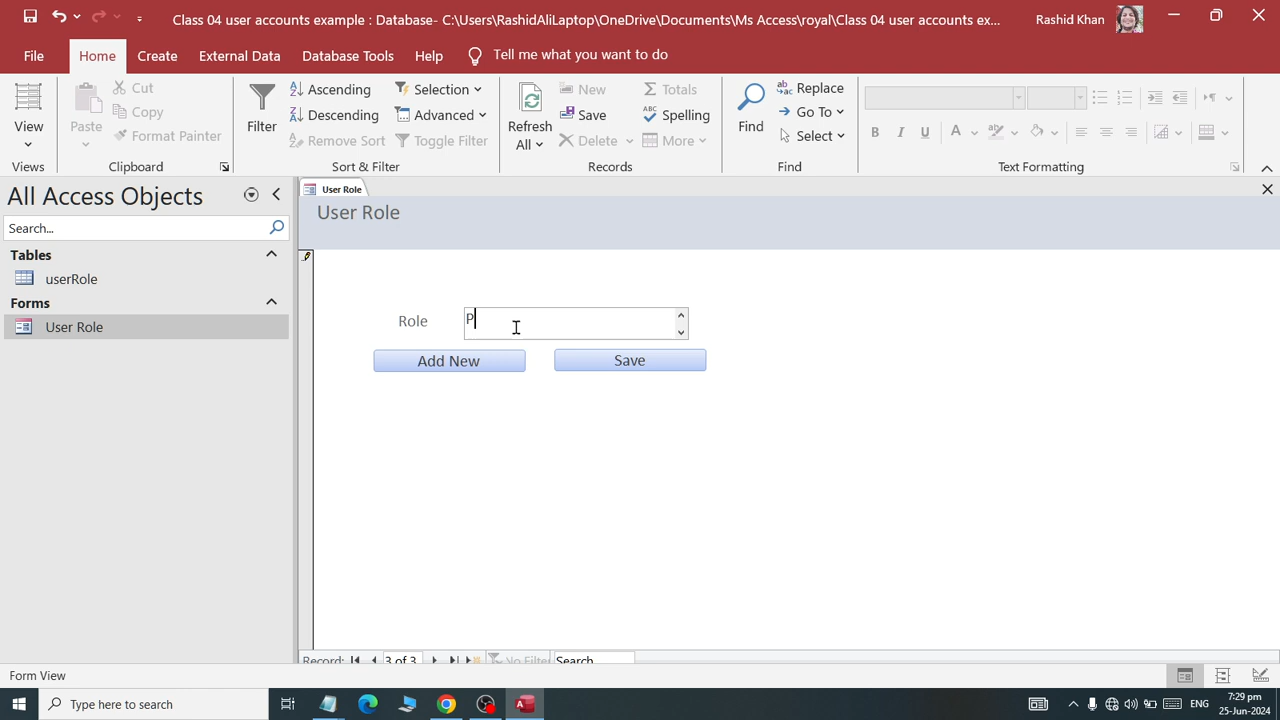 Class 04 user accounts example : Database- C:\Users\RashidAliLaptop\OneDrive\Documents\Ms Access\royal\Class 04 user accounts ex...
Rashid Khan
File Home Create External Data Database Tools Help Tell me what you want to do
View
Views
Paste
Cut
Copy
Format Painter
Clipboard
Filter
Ascending
Descending
Remove Sort
Selection
Advanced
Toggle Filter
Sort & Filter
Refresh
All
New
Save
Delete
Totals
Spelling
More
Records
Find
Replace
Go To
Select
Find
B I U A
Text Formatting
All Access Objects
Search...
Tables
userRole
Forms
User Role
User Role
User Role
Role P
Add New Save
Record: 3 of 3 No Filter Search
Form View
Type here to search
ENG
7:29 pm
25-Jun-2024